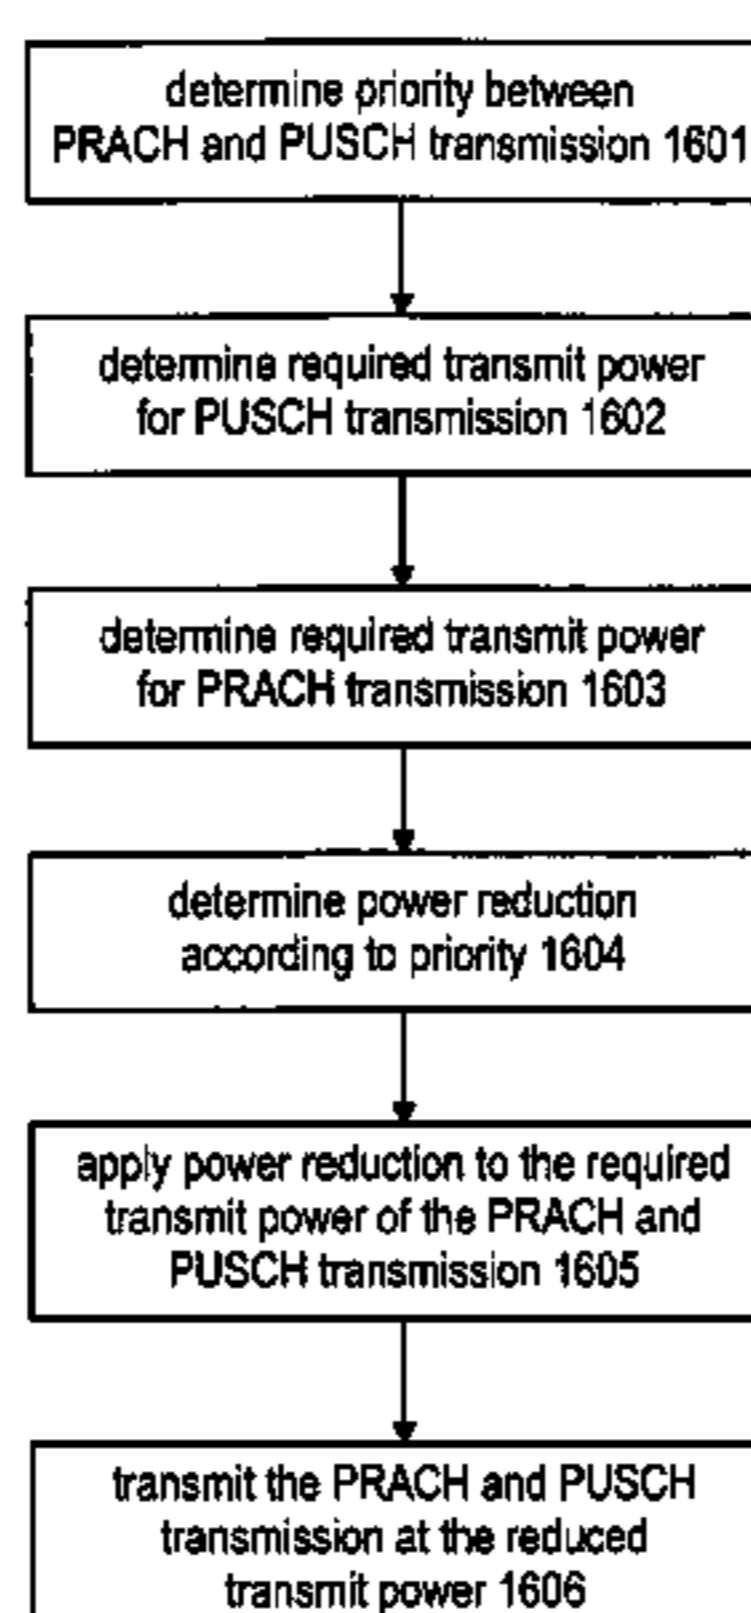 determine priority between
PRACH and PUSCH transmission 1601
determine required transmit power
for PUSCH transmission 1602
determine required transmit power
for PRACH transmission 1603
determine power reduction
according to priority 1604
apply power reduction to the required
transmit power of the PRACH and
PUSCH transmission 1605
transmit the PRACH and PUSCH
transmission at the reduced
transmit power 1606